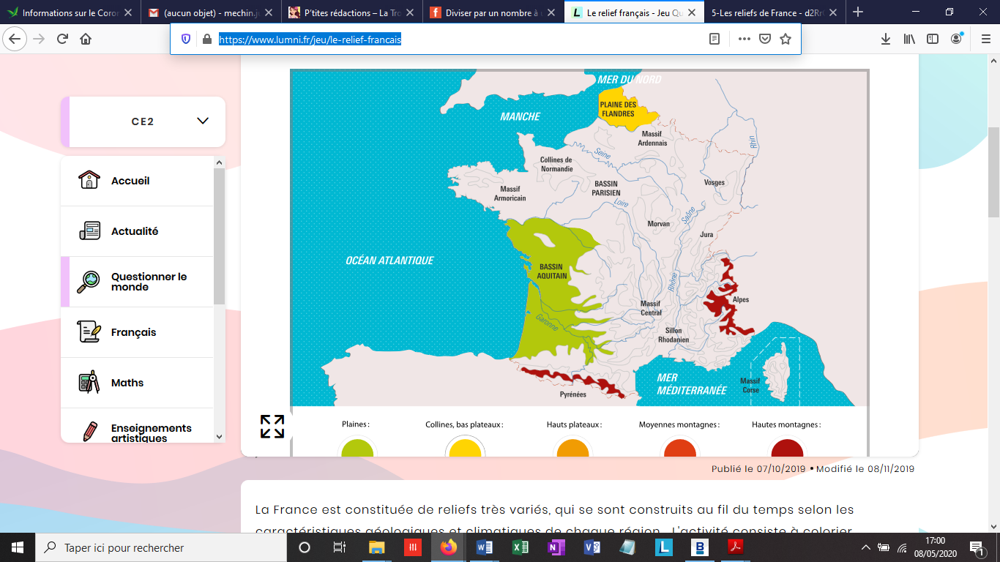 Informations sur le Coron
(aucun objet) - mechin.j
P'tites rédactions – La Tro
Diviser par un nombre à u
Le relief français - Jeu Qu
5-Les reliefs de France - d2Rr
https://www.lumni.fr/jeu/le-relief-francais
CE2
Accueil
Actualité
Questionner le
monde
Français
Maths
Enseignements
artistiques
MER DU NORD
PLAINE DES
FLANDRES
MANCHE
Massif
Ardennais
Rhin
Seine
Collines de
Normandie
BASSIN
PARISIEN
Vosges
Massif
Armoricain
Loire
Saône
Morvan
Jura
OCÉAN ATLANTIQUE
BASSIN
AQUITAIN
Rhône
Alpes
Massif
Central
Garonne
Sillon
Rhodanien
MER
MÉDITERRANÉE
Massif
Corse
Pyrénées
Plaines :
Collines, bas plateaux :
Hauts plateaux :
Moyennes montagnes :
Hautes montagnes :
Publié le 07/10/2019 • Modifié le 08/11/2019
La France est constituée de reliefs très variés, qui se sont construits au fil du temps selon les
caractéristiques géologiques et climatiques de chaque région. L'activité consiste à colorier
Taper ici pour rechercher
17:00
08/05/2020
1